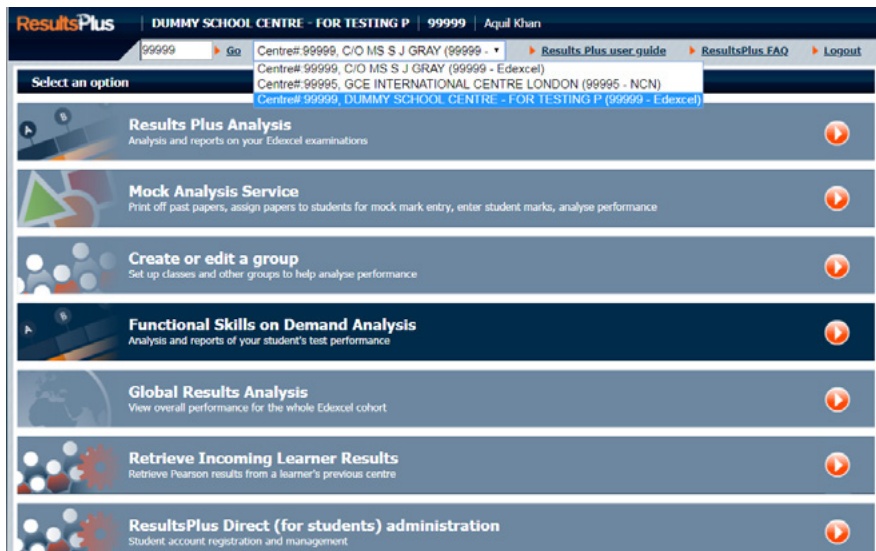 ResultsPlus | DUMMY SCHOOL CENTRE - FOR TESTING P | 99999 | Aquil Khan
99999 Go Centre#:99999, C/O MS S J GRAY (99999 - Results Plus user guide ResultsPlus FAQ Logout
Centre#:99999, C/O MS S J GRAY (99999 - Edexcel)
Select an option Centre#:99995, GCE INTERNATIONAL CENTRE LONDON (99995 - NCN)
Centre#:99999, DUMMY SCHOOL CENTRE - FOR TESTING P (99999 - Edexcel)
A B
Results Plus Analysis
Analysis and reports on your Edexcel examinations
Mock Analysis Service
Print off past papers, assign papers to students for mock mark entry, enter student marks, analyse performance
Create or edit a group
Set up classes and other groups to help analyse performance
A B
Functional Skills on Demand Analysis
Analysis and reports of your student's test performance
Global Results Analysis
View overall performance for the whole Edexcel cohort
Retrieve Incoming Learner Results
Retrieve Pearson results from a learner's previous centre
ResultsPlus Direct (for students) administration
Student account registration and management